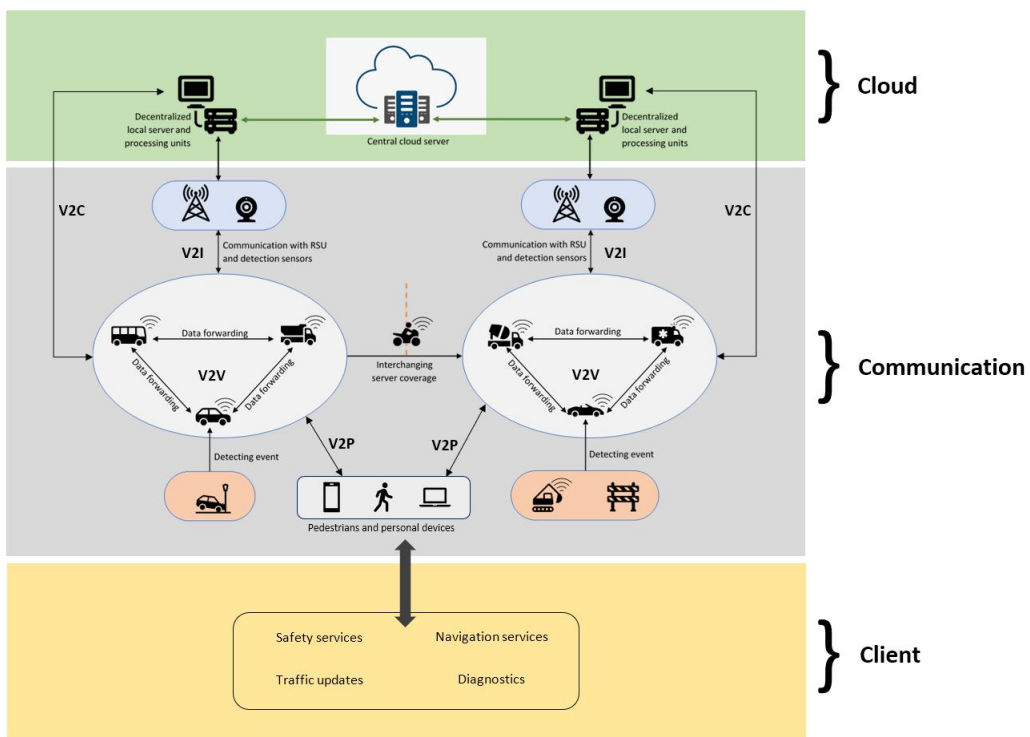 Decentralized
local server and
processing units
Central cloud server
Decentralized
local server and
processing units
Cloud
V2C
V2I
Communication with RSU
and detection sensors
Communication with RSU
and detection sensors
V2I
V2C
Data forwarding
Data forwarding
Data forwarding
V2V
Interchanging
server coverage
Data forwarding
Data forwarding
Data forwarding
V2V
Communication
Detecting event
V2P
V2P
Detecting event
Pedestrians and personal devices
Safety services
Navigation services
Traffic updates
Diagnostics
Client